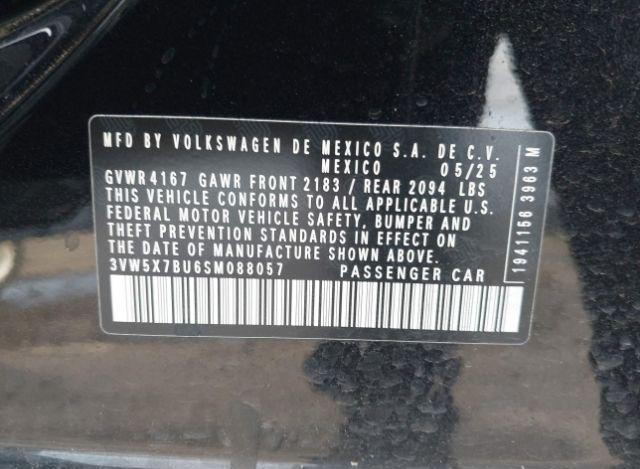 MFD BY VOLKSWAGEN DE MEXICO S.A. DE C.V.
MEXICO 05/25
GVWR 4167 GAWR FRONT 2183 / REAR 2094 LBS
THIS VEHICLE CONFORMS TO ALL APPLICABLE U.S.
FEDERAL MOTOR VEHICLE SAFETY, BUMPER AND
THEFT PREVENTION STANDARDS IN EFFECT ON
THE DATE OF MANUFACTURE SHOWN ABOVE.
3VW5X7BU6SM088057 PASSENGER CAR
1941156 3963 M